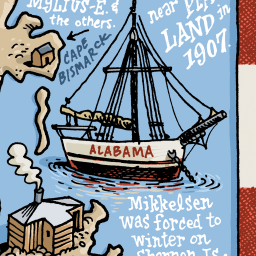 MYLIUS-E. &
the others.
near
LAND in
1907.
CAPE
BISMARCK
ALABAMA
Mikkelsen
was forced to
winter on
Shannon Is.